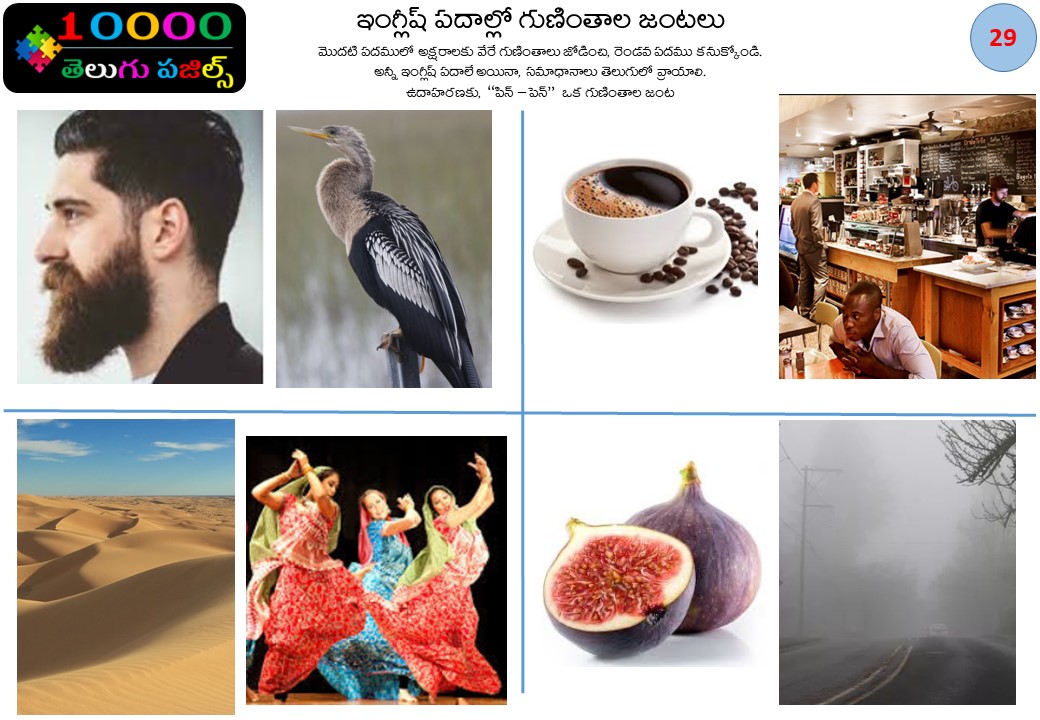 10000
తెలుగు పజిల్స్
ఇంగ్లీష్ పదాల్లో గుణింతాల జంటలు
మొదటి పదములో అక్షరాలకు వేరే గుణింతాలు జోడించి, రెండవ పదము కనుక్కోండి.
అన్నీ ఇంగ్లీష్ పదాలే అయినా, సమాధానాలు తెలుగులో వ్రాయాలి.
ఉదాహరణకు, “పిన్ – పెన్” ఒక గుణింతాల జంట
29